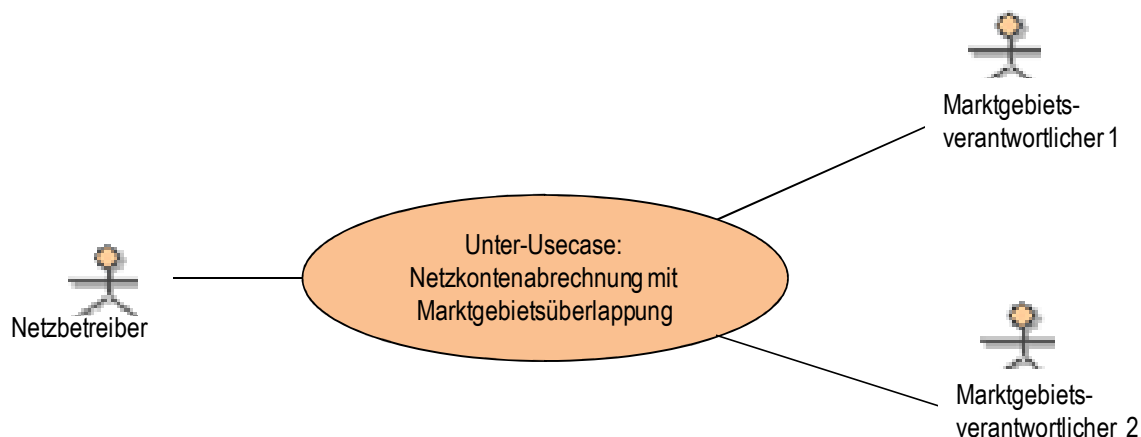 Marktgebiets-
verantwortlicher 1
Unter-Usecase:
Netzkontenabrechnung mit
Marktgebietsüberlappung
Netzbetreiber
Marktgebiets-
verantwortlicher 2